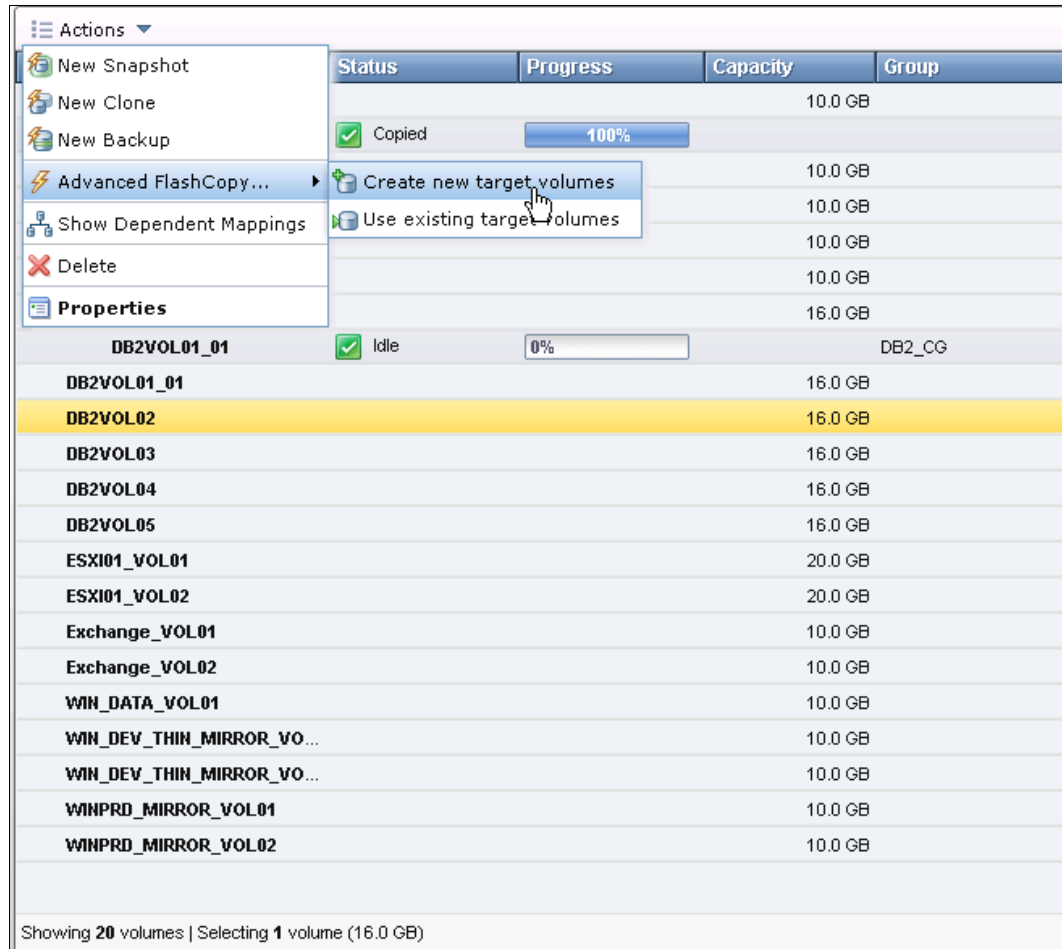 Actions
New Snapshot
Status
Progress
Capacity
Group
New Clone
10.0 GB
New Backup
Copied
100%
Advanced FlashCopy...
Create new target volumes
10.0 GB
Show Dependent Mappings
Use existing target volumes
10.0 GB
10.0 GB
Delete
10.0 GB
Properties
16.0 GB
DB2VOL01_01 Idle 0% DB2_CG
DB2VOL01_01 16.0 GB
DB2VOL02 16.0 GB
DB2VOL03 16.0 GB
DB2VOL04 16.0 GB
DB2VOL05 16.0 GB
ESXI01_VOL01 20.0 GB
ESXI01_VOL02 20.0 GB
Exchange_VOL01 10.0 GB
Exchange_VOL02 10.0 GB
WIN_DATA_VOL01 10.0 GB
WIN_DEV_THIN_MIRROR_VO... 10.0 GB
WIN_DEV_THIN_MIRROR_VO... 10.0 GB
WINPRD_MIRROR_VOL01 10.0 GB
WINPRD_MIRROR_VOL02 10.0 GB
Showing 20 volumes | Selecting 1 volume (16.0 GB)